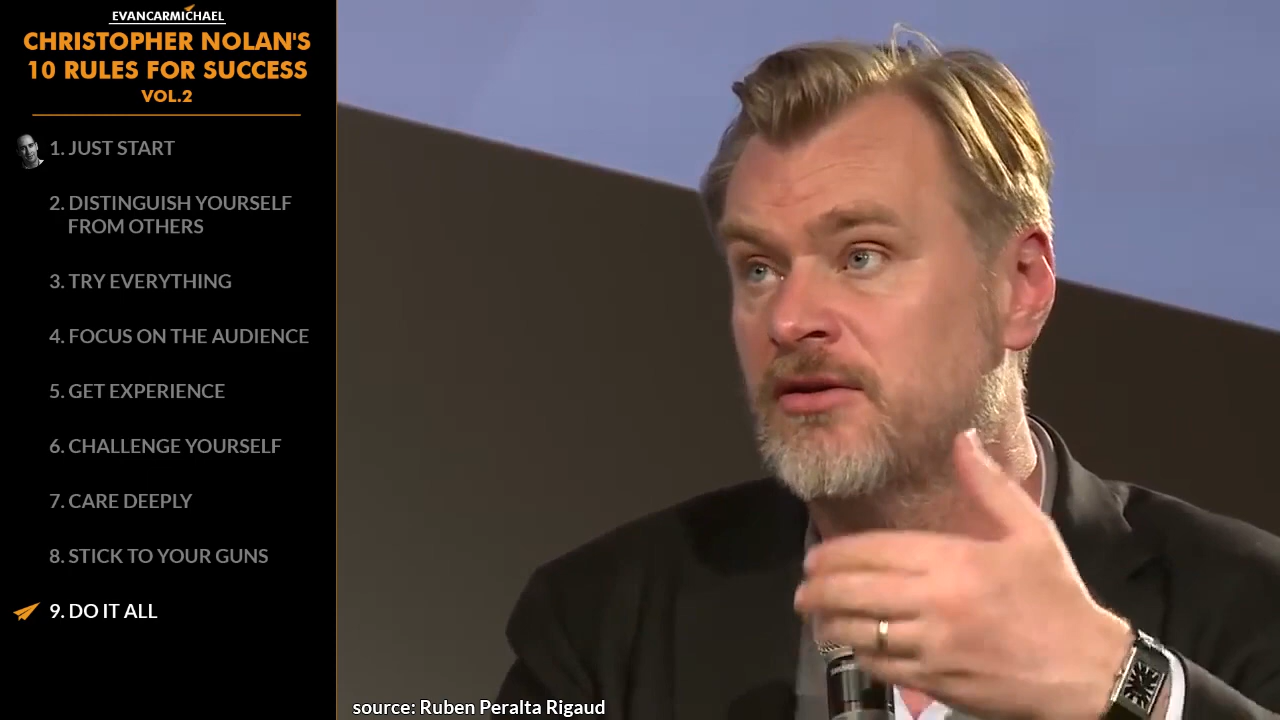 EVANCARMICHAEL
CHRISTOPHER NOLAN'S
10 RULES FOR SUCCESS
VOL.2
1. JUST START
2. DISTINGUISH YOURSELF
FROM OTHERS
3. TRY EVERYTHING
4. FOCUS ON THE AUDIENCE
5. GET EXPERIENCE
6. CHALLENGE YOURSELF
7. CARE DEEPLY
8. STICK TO YOUR GUNS
9. DO IT ALL
source: Ruben Peralta Rigaud